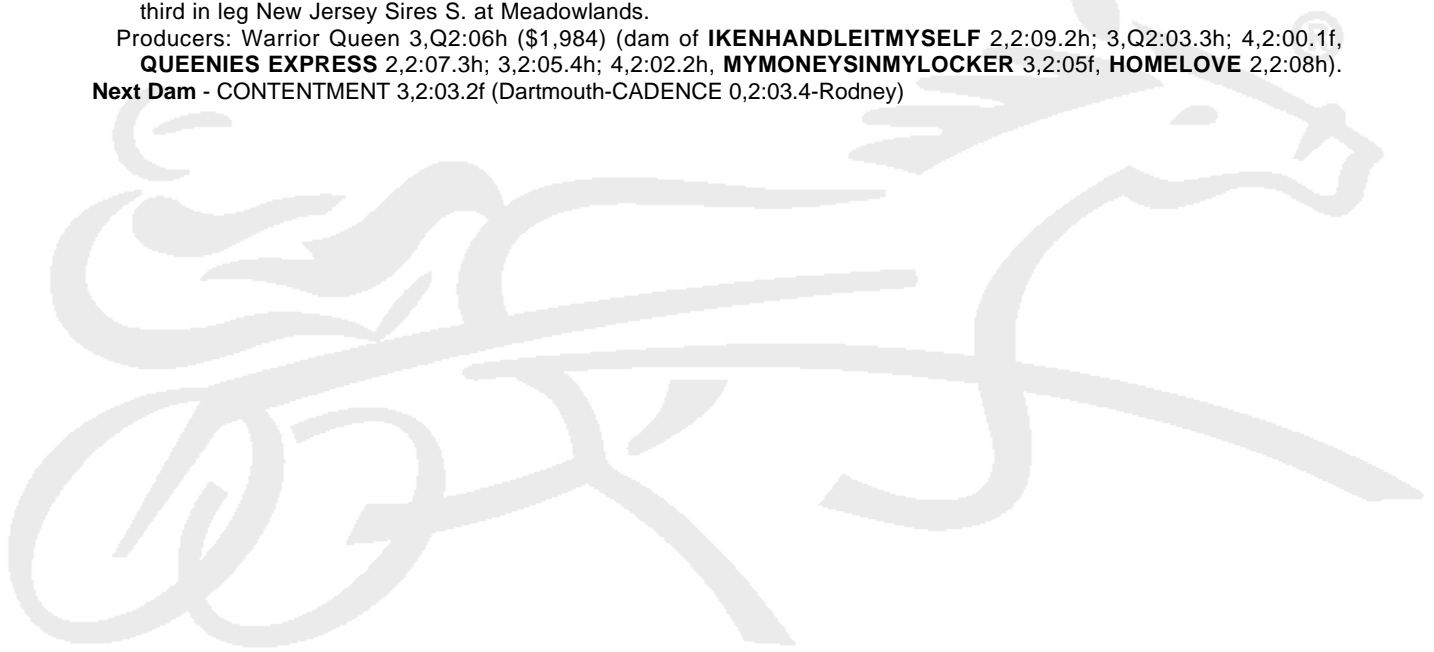 third in leg New Jersey Sires S. at Meadowlands.
Producers: Warrior Queen 3,Q2:06h ($1,984) (dam of IKENHANDLEITMYSELF 2,2:09.2h; 3,Q2:03.3h; 4,2:00.1f,
QUEENIES EXPRESS 2,2:07.3h; 3,2:05.4h; 4,2:02.2h, MYMONEYSINMYLOCKER 3,2:05f, HOMELOVE 2,2:08h).
Next Dam - CONTENTMENT 3,2:03.2f (Dartmouth-CADENCE 0,2:03.4-Rodney)
®